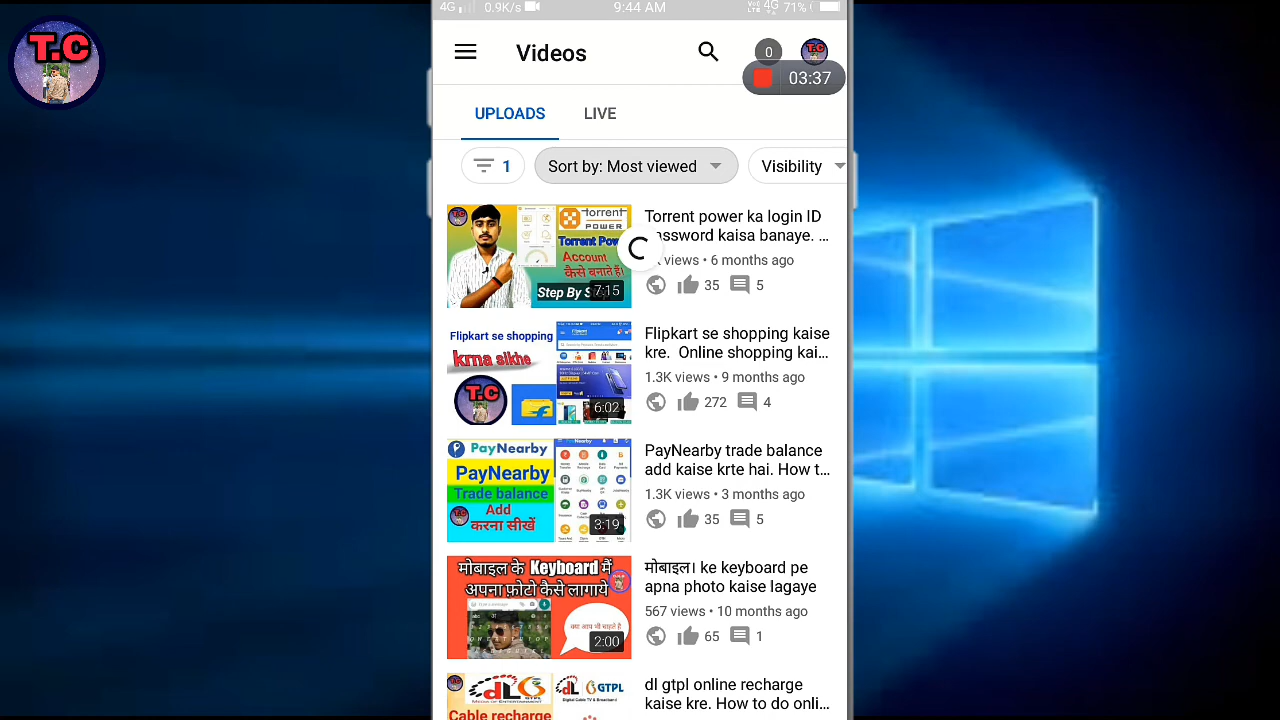 T.C
4G 0.9K/s 9:44 AM 4G 71%
Videos
0
T.C
03:37
UPLOADS LIVE
1 Sort by: Most viewed Visibility
T.C
torrent
POWER
Torrent Pow
Account
कैसे बनाते हैं।
Step By S
7:15
Torrent power ka login ID
assword kaisa banaye. ...
views • 6 months ago
35 5
Flipkart se shopping
krna sikhe
T.C
6:02
Flipkart se shopping kaise
kre. Online shopping kai...
1.3K views • 9 months ago
272 4
PayNearby
PayNearby
Trade balance
Add
करना सीखें
3:19
PayNearby trade balance
add kaise krte hai. How t...
1.3K views • 3 months ago
35 5
मोबाइल के Keyboard मैं
अपना फ़ोटो कैसे लगाये
क्या आप भी चाहते है
2:00
मोबाइल। ke keyboard pe
apna photo kaise lagaye
567 views • 10 months ago
65 1
dL GTPL
Cable recharge
dl gtpl online recharge
kaise kre. How to do onli...